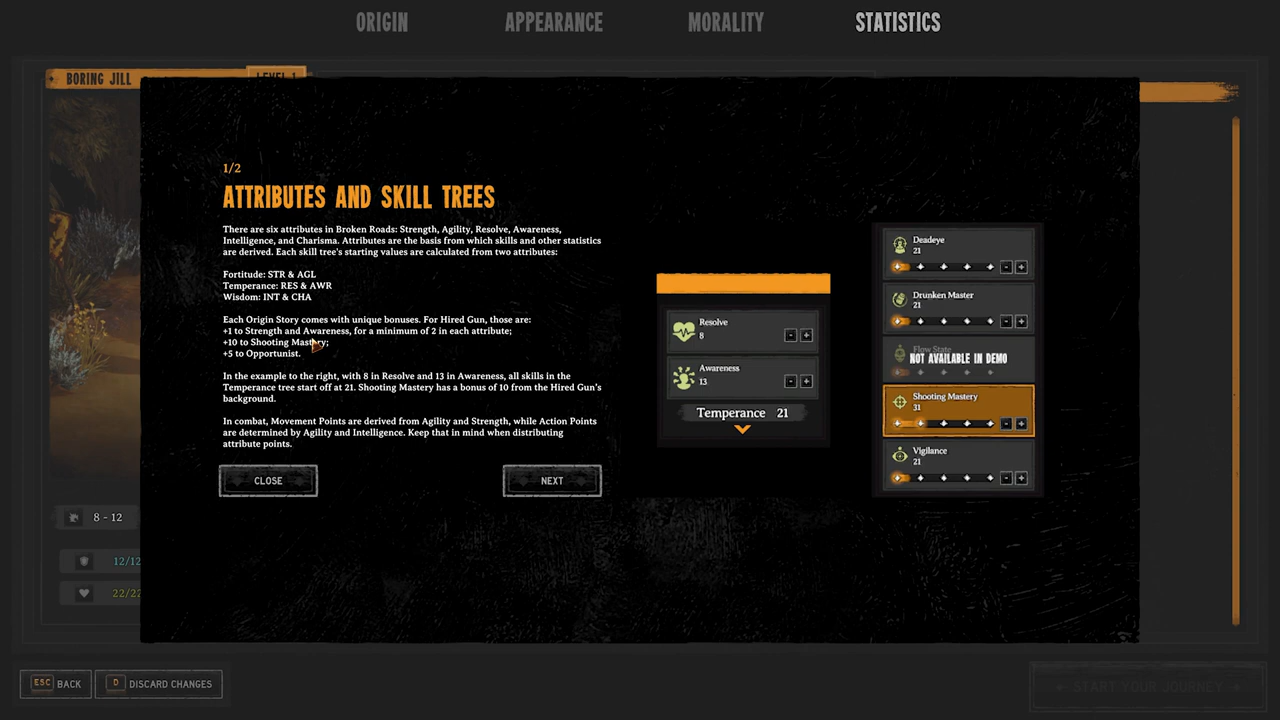 ORIGIN APPEARANCE MORALITY STATISTICS
BORING JILL LEVEL 1
1/2
ATTRIBUTES AND SKILL TREES
There are six attributes in Broken Roads: Strength, Agility, Resolve, Awareness,
Intelligence, and Charisma. Attributes are the basis from which skills and other statistics
are derived. Each skill tree's starting values are calculated from two attributes:
Fortitude: STR & AGL
Temperance: RES & AWR
Wisdom: INT & CHA
Each Origin Story comes with unique bonuses. For Hired Gun, those are:
+1 to Strength and Awareness, for a minimum of 2 in each attribute;
+10 to Shooting Mastery;
+5 to Opportunist.
In the example to the right, with 8 in Resolve and 13 in Awareness, all skills in the
Temperance tree start off at 21. Shooting Mastery has a bonus of 10 from the Hired Gun's
background.
In combat, Movement Points are derived from Agility and Strength, while Action Points
are determined by Agility and Intelligence. Keep that in mind when distributing
attribute points.
CLOSE NEXT
Resolve
8
- +
Awareness
13
- +
Temperance 21
Deadeye
21
- +
Drunken Master
21
- +
Flow State
NOT AVAILABLE IN DEMO
Shooting Mastery
31
- +
Vigilance
21
- +
8 - 12
12/12
22/22
ESC BACK D DISCARD CHANGES
START YOUR JOURNEY